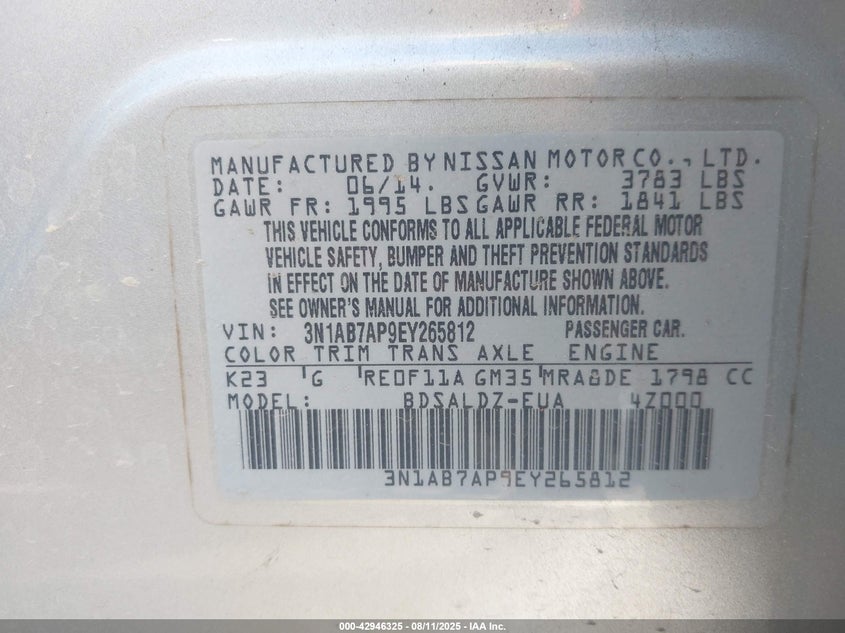 MANUFACTURED BY NISSAN MOTOR CO., LTD.
DATE: 06/14. GVWR: 3783 LBS
GAWR FR: 1995 LBS GAWR RR: 1841 LBS
THIS VEHICLE CONFORMS TO ALL APPLICABLE FEDERAL MOTOR
VEHICLE SAFETY, BUMPER AND THEFT PREVENTION STANDARDS
IN EFFECT ON THE DATE OF MANUFACTURE SHOWN ABOVE.
SEE OWNER'S MANUAL FOR ADDITIONAL INFORMATION.
VIN: 3N1AB7AP9EY265812 PASSENGER CAR.
COLOR TRIM TRANS AXLE ENGINE
K23 G RE0F11A GM35 MRA8DE 1798 CC
MODEL: BDSALDZ-EUA 4Z000
3N1AB7AP9EY265812
000-42946325 - 08/11/2025 - IAA Inc.